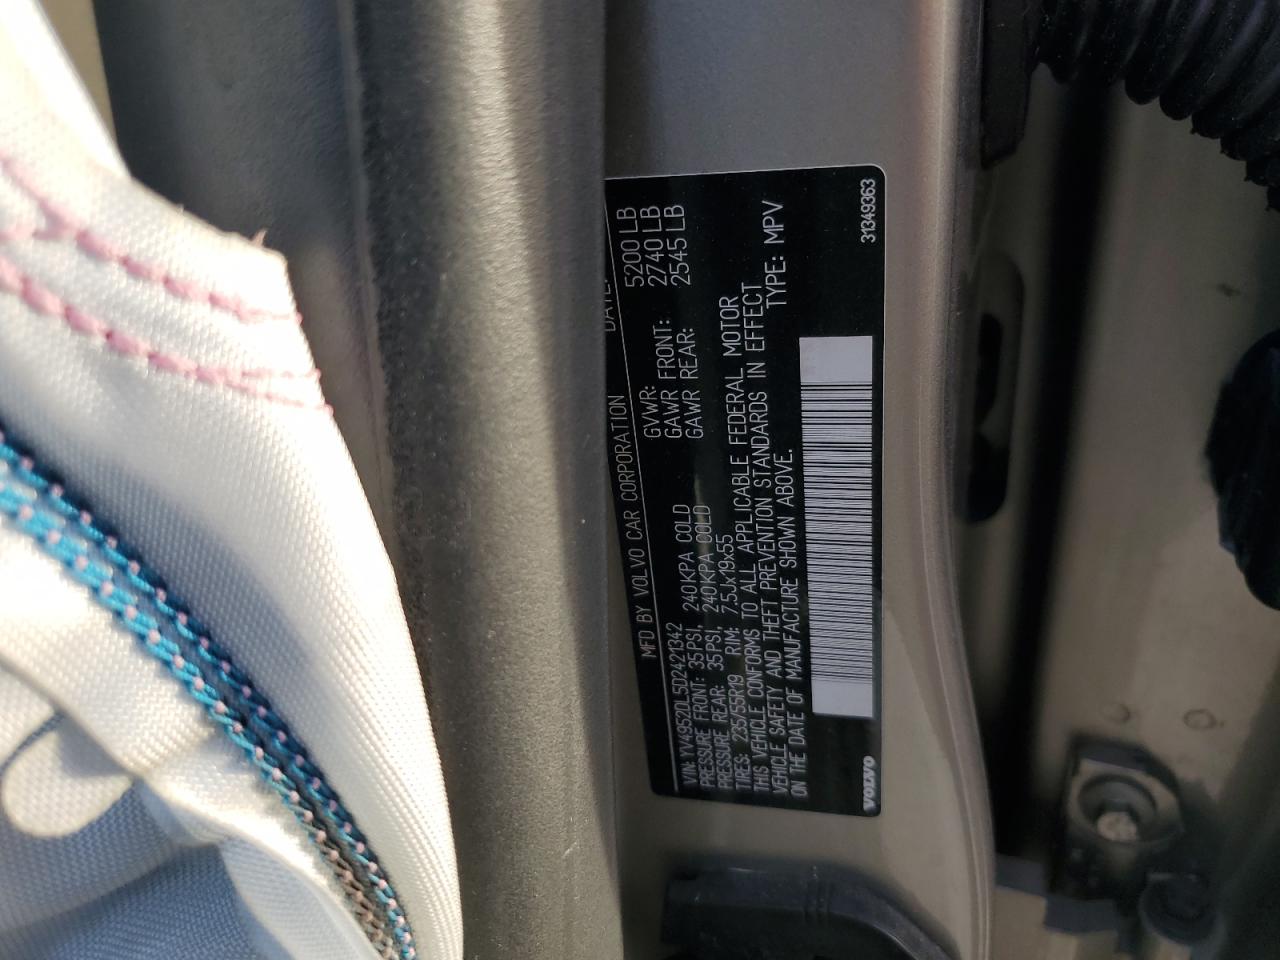 MFD BY VOLVO CAR CORPORATION DATE:
GVWR: 5200 LB
GAWR FRONT: 2740 LB
GAWR REAR: 2545 LB
VIN: YV4952DL5D2421342
PRESSURE FRONT: 35PSI, 240KPA COLD
PRESSURE REAR: 35PSI, 240KPA COLD
TIRES: 235/55R19 RIM: 7.5Jx19x55
THIS VEHICLE CONFORMS TO ALL APPLICABLE FEDERAL MOTOR
VEHICLE SAFETY AND THEFT PREVENTION STANDARDS IN EFFECT
ON THE DATE OF MANUFACTURE SHOWN ABOVE. TYPE: MPV
VOLVO 31349363